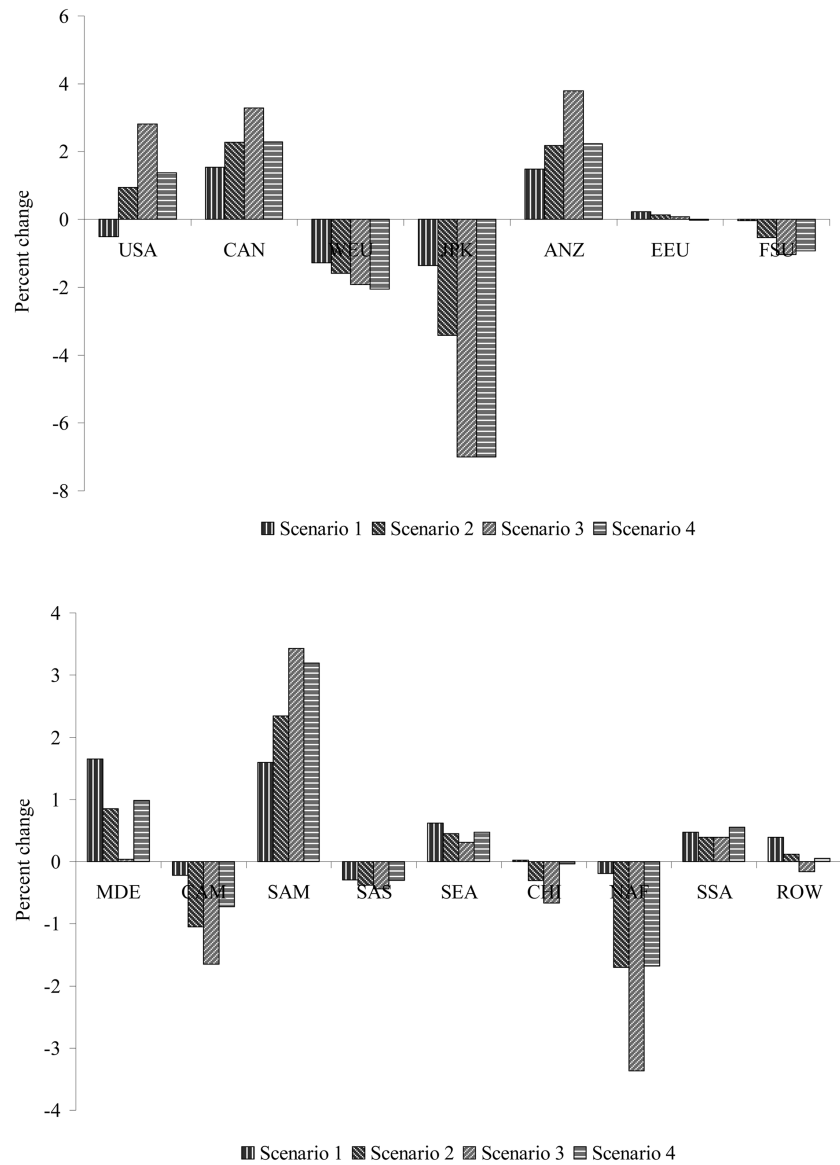 6
4
2
0
-2
-4
-6
-8
Percent change
USA CAN WEU JPK ANZ EEU FSU
Scenario 1 Scenario 2 Scenario 3 Scenario 4
4
3
2
1
0
-1
-2
-3
-4
Percent change
MDE CAM SAM SAS SEA CHI NAF SSA ROW
Scenario 1 Scenario 2 Scenario 3 Scenario 4